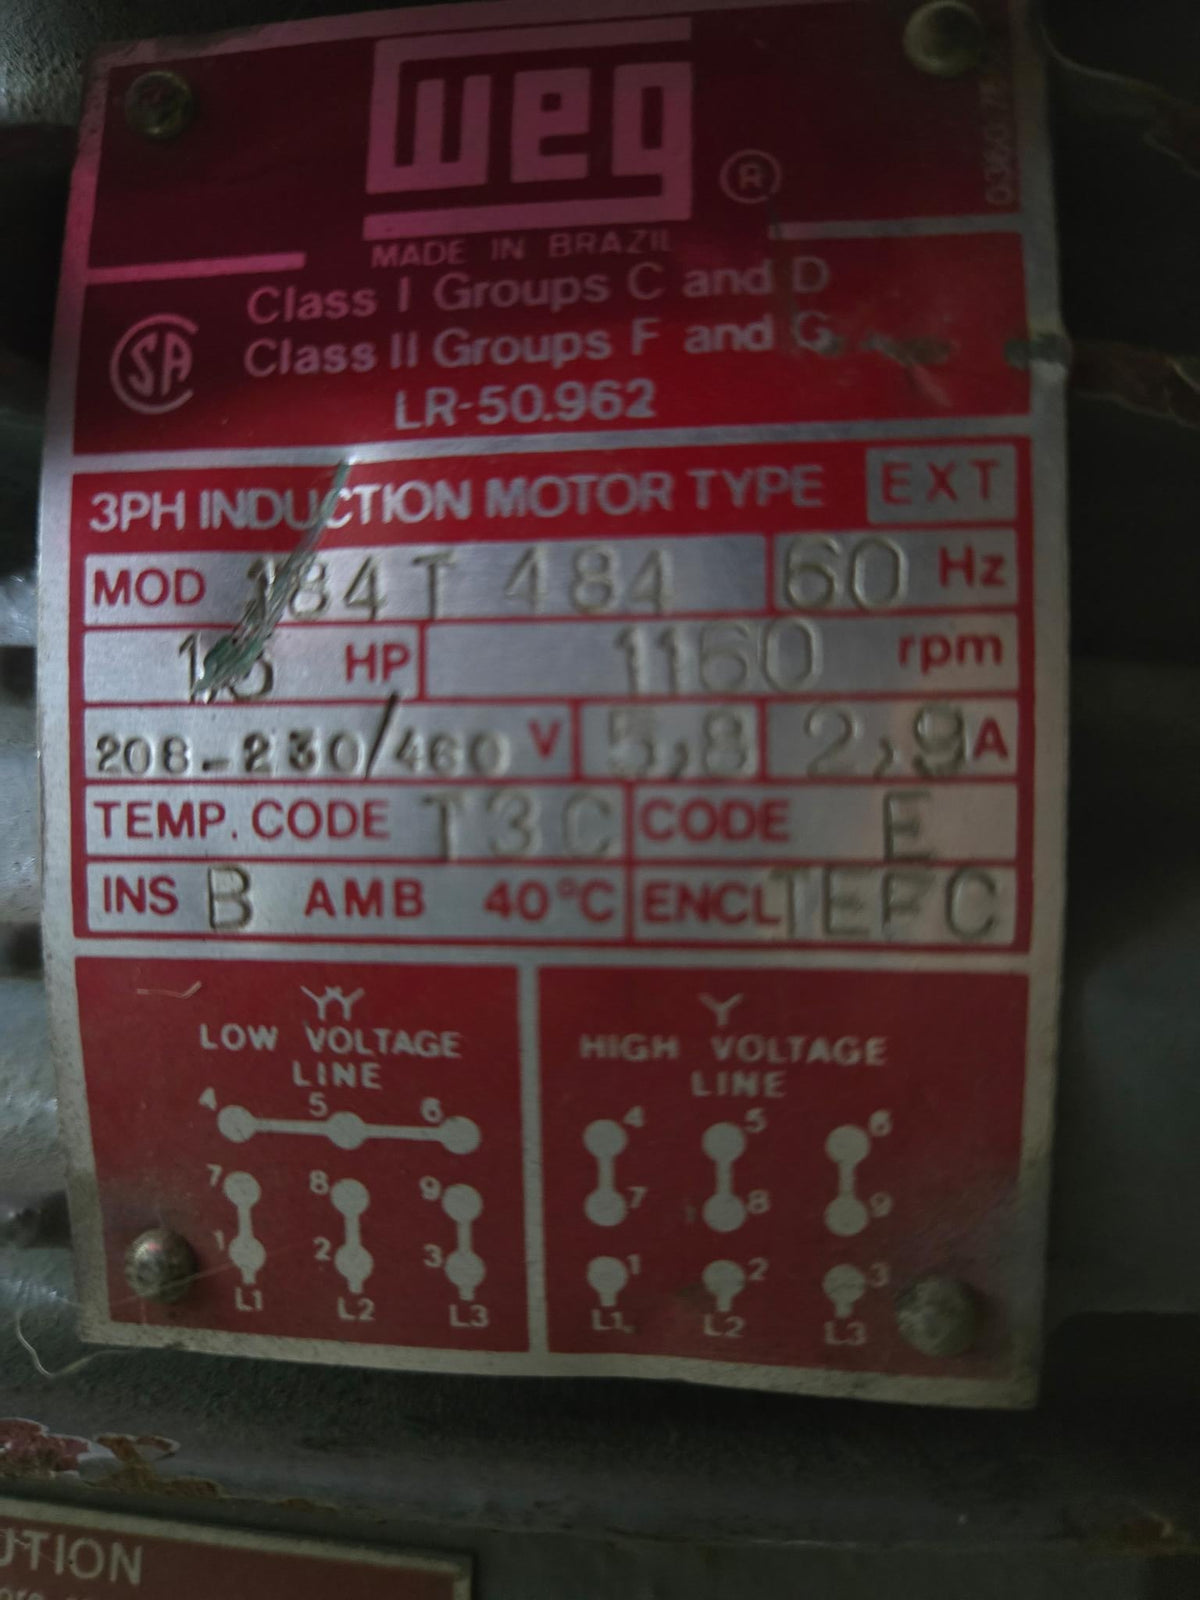 weg ®
MADE IN BRAZIL
Class I Groups C and D
Class II Groups F and G
SA
LR-50.962
3PH INDUCTION MOTOR TYPE EXT
MOD 184T 484 60 Hz
HP 1160 rpm
208-230/460 V 5,8 2,9 A
TEMP. CODE T3C CODE E
INS B AMB 40°C ENCL TEFC
YY
LOW VOLTAGE
LINE
4 5 6
7 8 9
1 2 3
L1 L2 L3
Y
HIGH VOLTAGE
LINE
4 5 6
7 8 9
1 2 3
L1 L2 L3
UTION